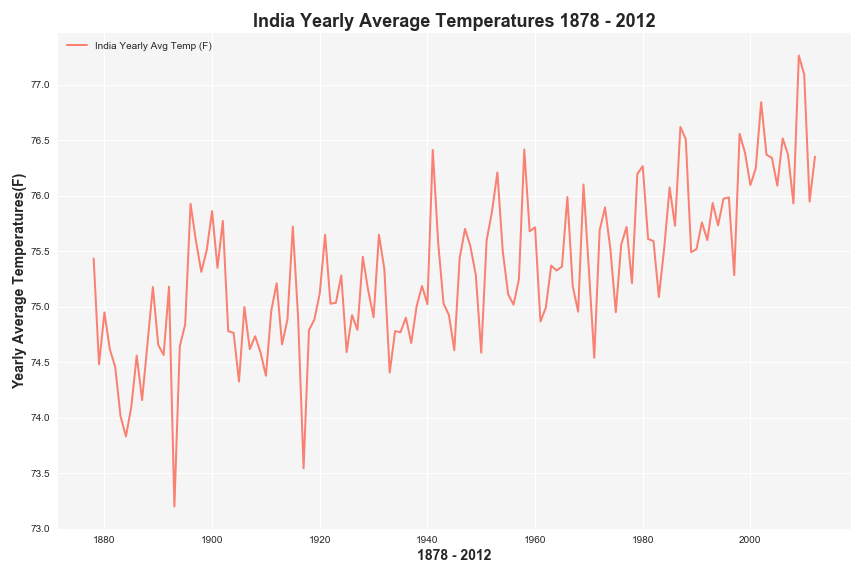 India Yearly Average Temperatures 1878 - 2012
India Yearly Avg Temp (F)
Yearly Average Temperatures(F)
77.0
76.5
76.0
75.5
75.0
74.5
74.0
73.5
73.0
1880 1900 1920 1940 1960 1980 2000
1878 - 2012